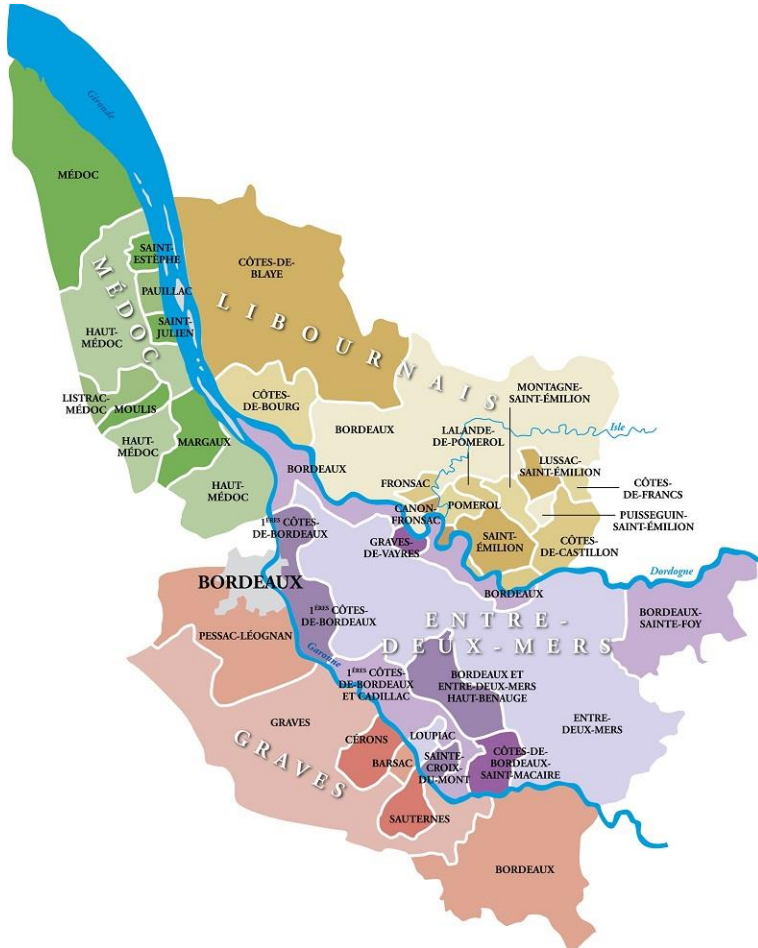 Gironde
MÉDOC
SAINT-
ESTÈPHE
CÔTES-DE-
BLAYE
PAUILLAC
MÉDOC
LIBOURNAIS
SAINT-
JULIEN
HAUT-
MÉDOC
MONTAGNE-
SAINT-ÉMILION
LISTRAC-
MÉDOC
MOULIS
CÔTES-
DE-BOURG
BORDEAUX
LALANDE-
DE-POMEROL
Isle
HAUT-
MÉDOC
MARGAUX
BORDEAUX
LUSSAC-
SAINT-ÉMILION
FRONSAC
CÔTES-
DE-FRANCS
HAUT-
MÉDOC
CANON-
FRONSAC
POMEROL
PUISSEGUIN-
SAINT-ÉMILION
1ÈRES CÔTES-
DE-BORDEAUX
GRAVES-
DE-VAYRES
SAINT-
ÉMILION
CÔTES-
DE-CASTILLON
BORDEAUX
Dordogne
BORDEAUX
1ÈRES CÔTES-
DE-BORDEAUX
ENTRE-
DEUX-MERS
BORDEAUX-
SAINTE-FOY
PESSAC-LÉOGNAN
Garonne
1ÈRES CÔTES-
DE-BORDEAUX
ET CADILLAC
BORDEAUX ET
ENTRE-DEUX-MERS
HAUT-BENAUGE
GRAVES
ENTRE-
DEUX-MERS
GRAVES
CÉRONS
LOUPIAC
BARSAC
SAINTE-
CROIX-
DU-MONT
CÔTES-DE-
BORDEAUX-
SAINT-MACAIRE
SAUTERNES
BORDEAUX